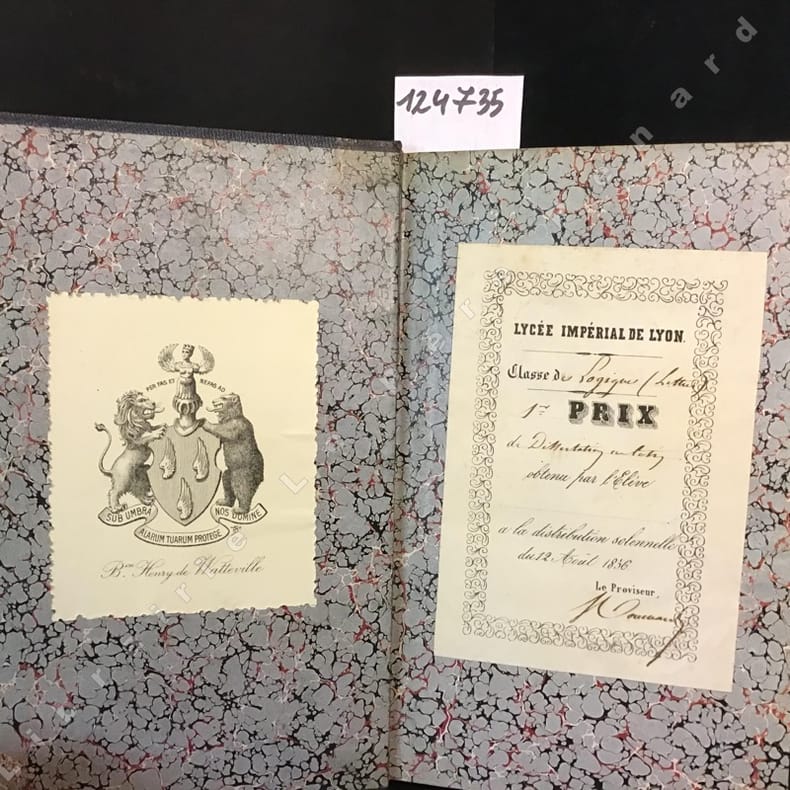 124735
PER FAS ET NEFAS AD
SUB UMBRA NOS DOMINE
ALARUM TUARUM PROTEGE
Bon Henry de Watteville
LYCÉE IMPÉRIAL DE LYON.
Classe de Logique (Lettres)
1er PRIX
de Dissertation en latin
obtenu par l'Elève
a la distribution solennelle
du 12 Août 1856
Le Proviseur,